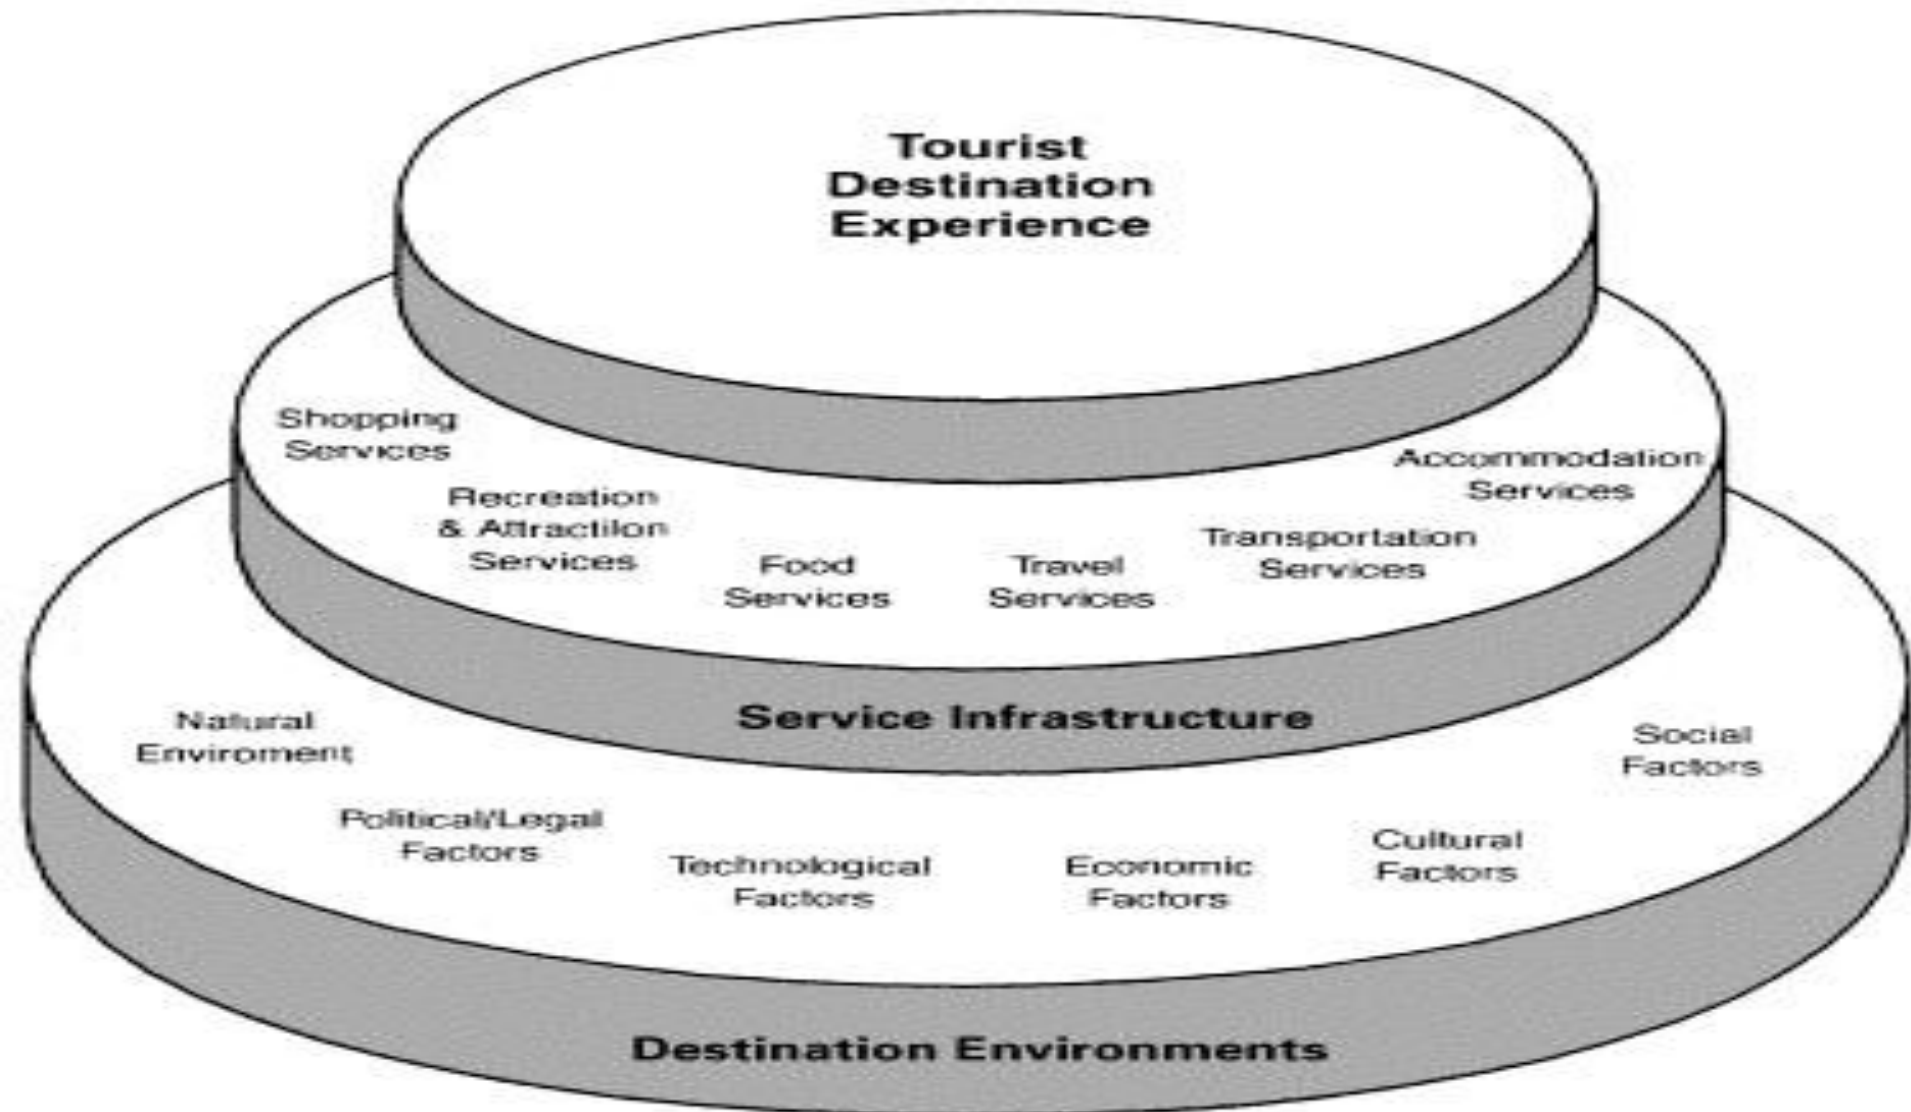 Tourist
Destination
Experience
Shopping
Services
Recreation
& Attractilon
Services
Food
Services
Travel
Services
Transportation
Services
Accommodation
Services
Service Infrastructure
Natural
Enviroment
Political/Legal
Factors
Technological
Factors
Economic
Factors
Cultural
Factors
Social
Factors
Destination Environments